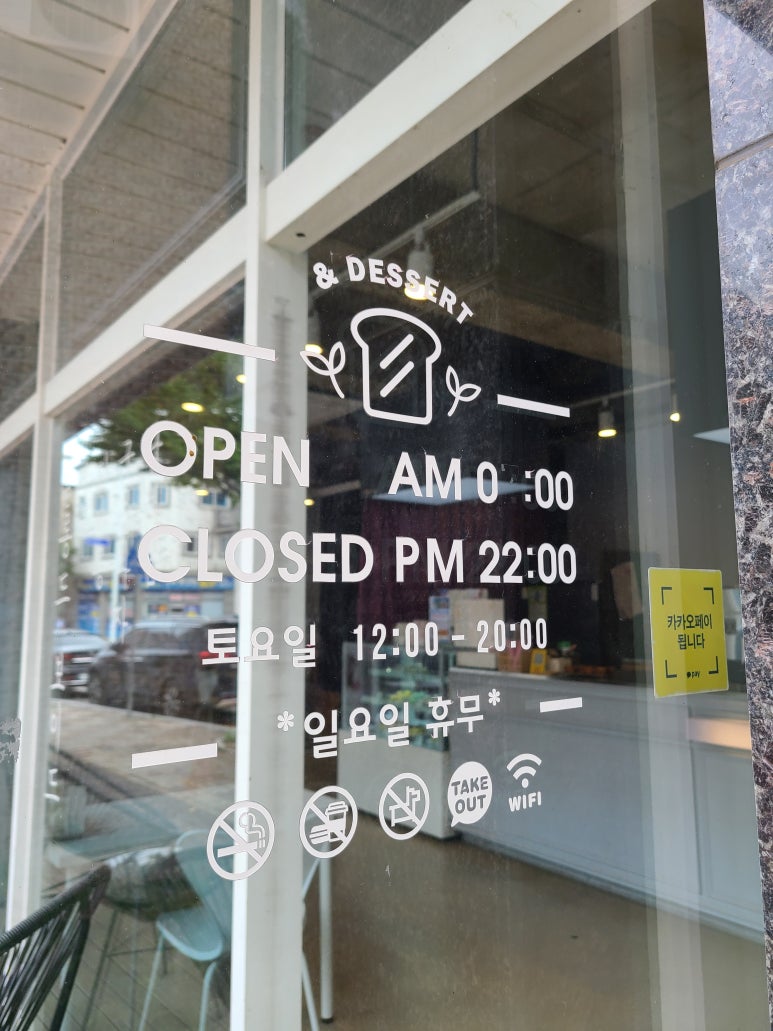 & DESSERT
OPEN AM 0 :00
CLOSED PM 22:00
토요일 12:00 - 20:00
*일요일 휴무*
TAKE OUT
WIFI
카카오페이
됩니다
pay